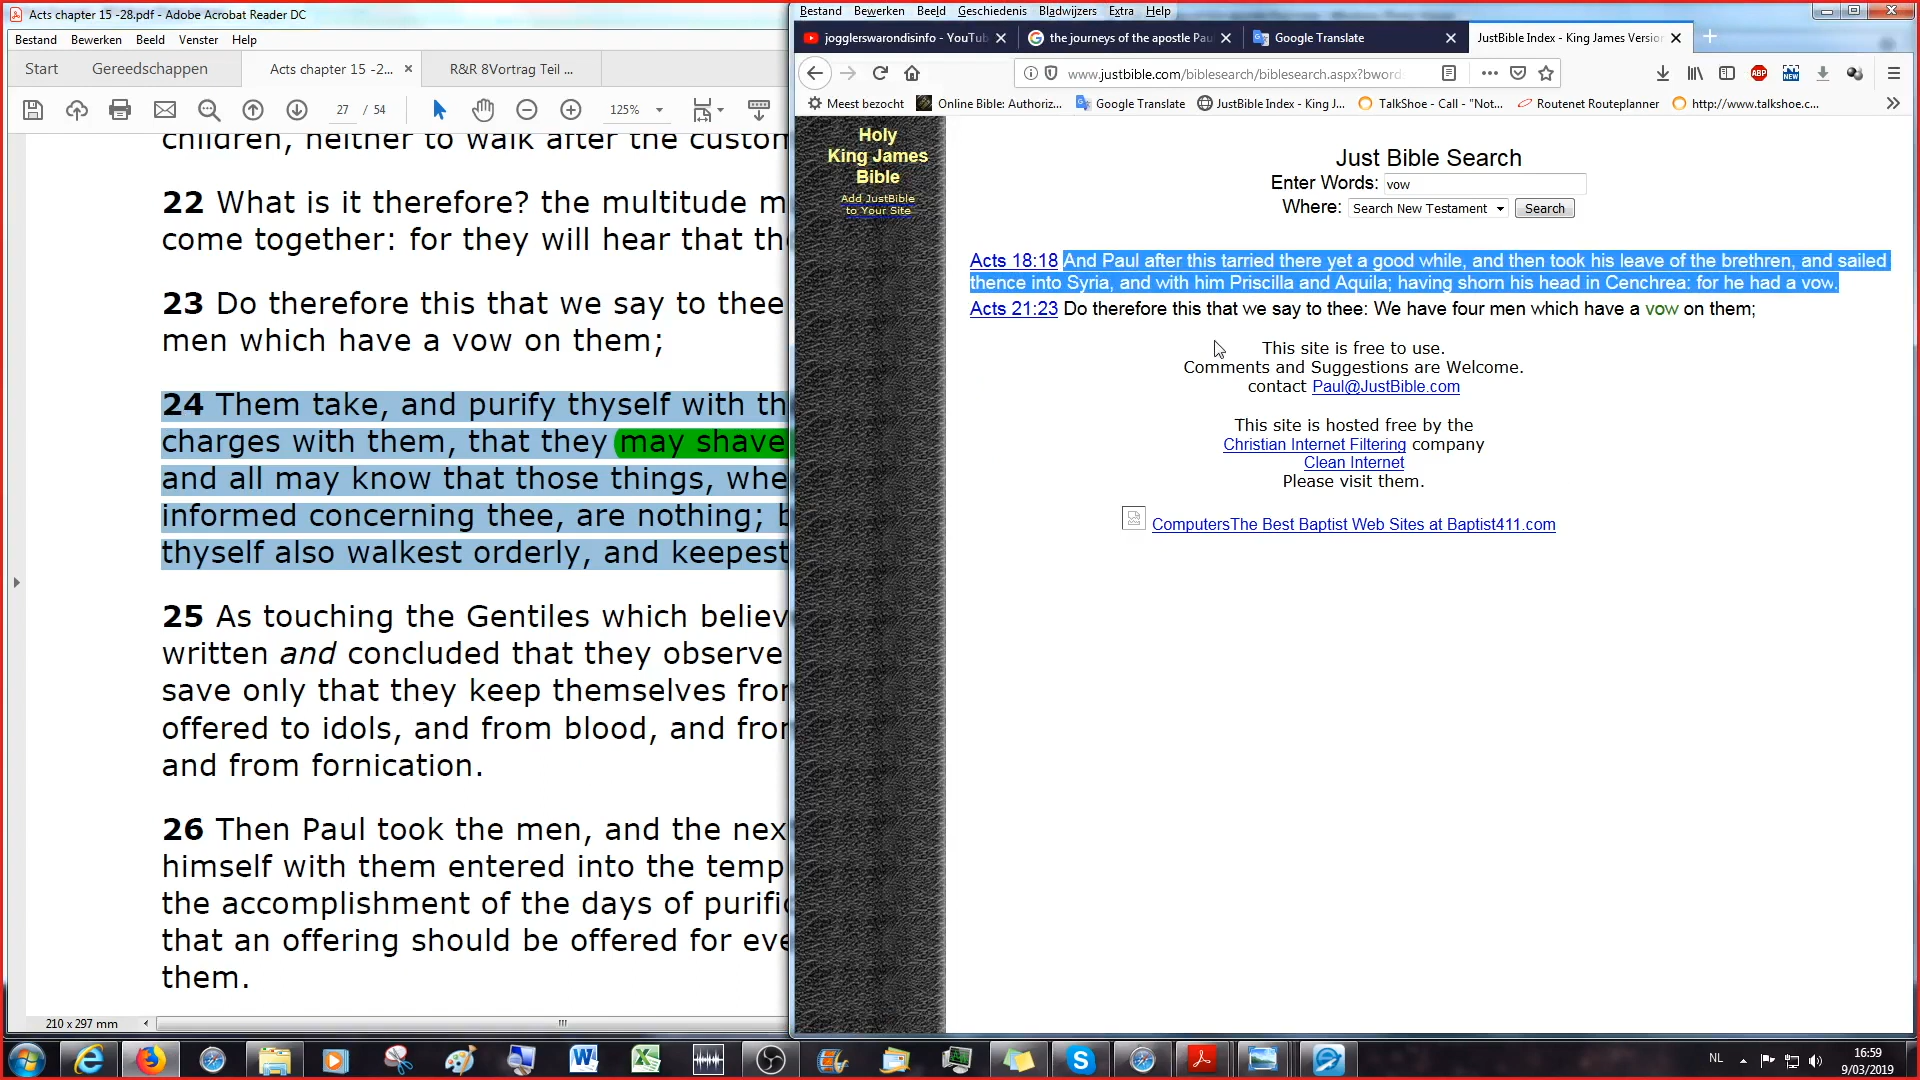 Acts chapter 15 -28.pdf - Adobe Acrobat Reader DC
Bestand Bewerken Beeld Venster Help
Start Gereedschappen Acts chapter 15 -2... × R&R 8Vortrag Teil ...
27 / 54 125%
children, neither to walk after the custom
22 What is it therefore? the multitude m
come together: for they will hear that th
23 Do therefore this that we say to thee
men which have a vow on them;
24 Them take, and purify thyself with th
charges with them, that they may shave
and all may know that those things, whe
informed concerning thee, are nothing; b
thyself also walkest orderly, and keepest
25 As touching the Gentiles which believ
written and concluded that they observe
save only that they keep themselves fro
offered to idols, and from blood, and fro
and from fornication.
26 Then Paul took the men, and the nex
himself with them entered into the temp
the accomplishment of the days of purifi
that an offering should be offered for eve
them.
210 x 297 mm
Bestand Bewerken Beeld Geschiedenis Bladwijzers Extra Help
jogglerswarondisinfo - YouTub the journeys of the apostle Pau Google Translate JustBible Index - King James Versio
www.justbible.com/biblesearch/biblesearch.aspx?bword
Meest bezocht Online Bible: Authoriz... Google Translate JustBible Index - King J... TalkShoe - Call - "Not... Routenet Routeplanner http://www.talkshoe.c...
Holy
King James
Bible
Add JustBible
to Your Site
Just Bible Search
Enter Words: vow
Where: Search New Testament Search
Acts 18:18 And Paul after this tarried there yet a good while, and then took his leave of the brethren, and sailed
thence into Syria, and with him Priscilla and Aquila; having shorn his head in Cenchrea: for he had a vow.
Acts 21:23 Do therefore this that we say to thee: We have four men which have a vow on them;
This site is free to use.
Comments and Suggestions are Welcome.
contact Paul@JustBible.com
This site is hosted free by the
Christian Internet Filtering company
Clean Internet
Please visit them.
ComputersThe Best Baptist Web Sites at Baptist411.com
NL 16:59
9/03/2019